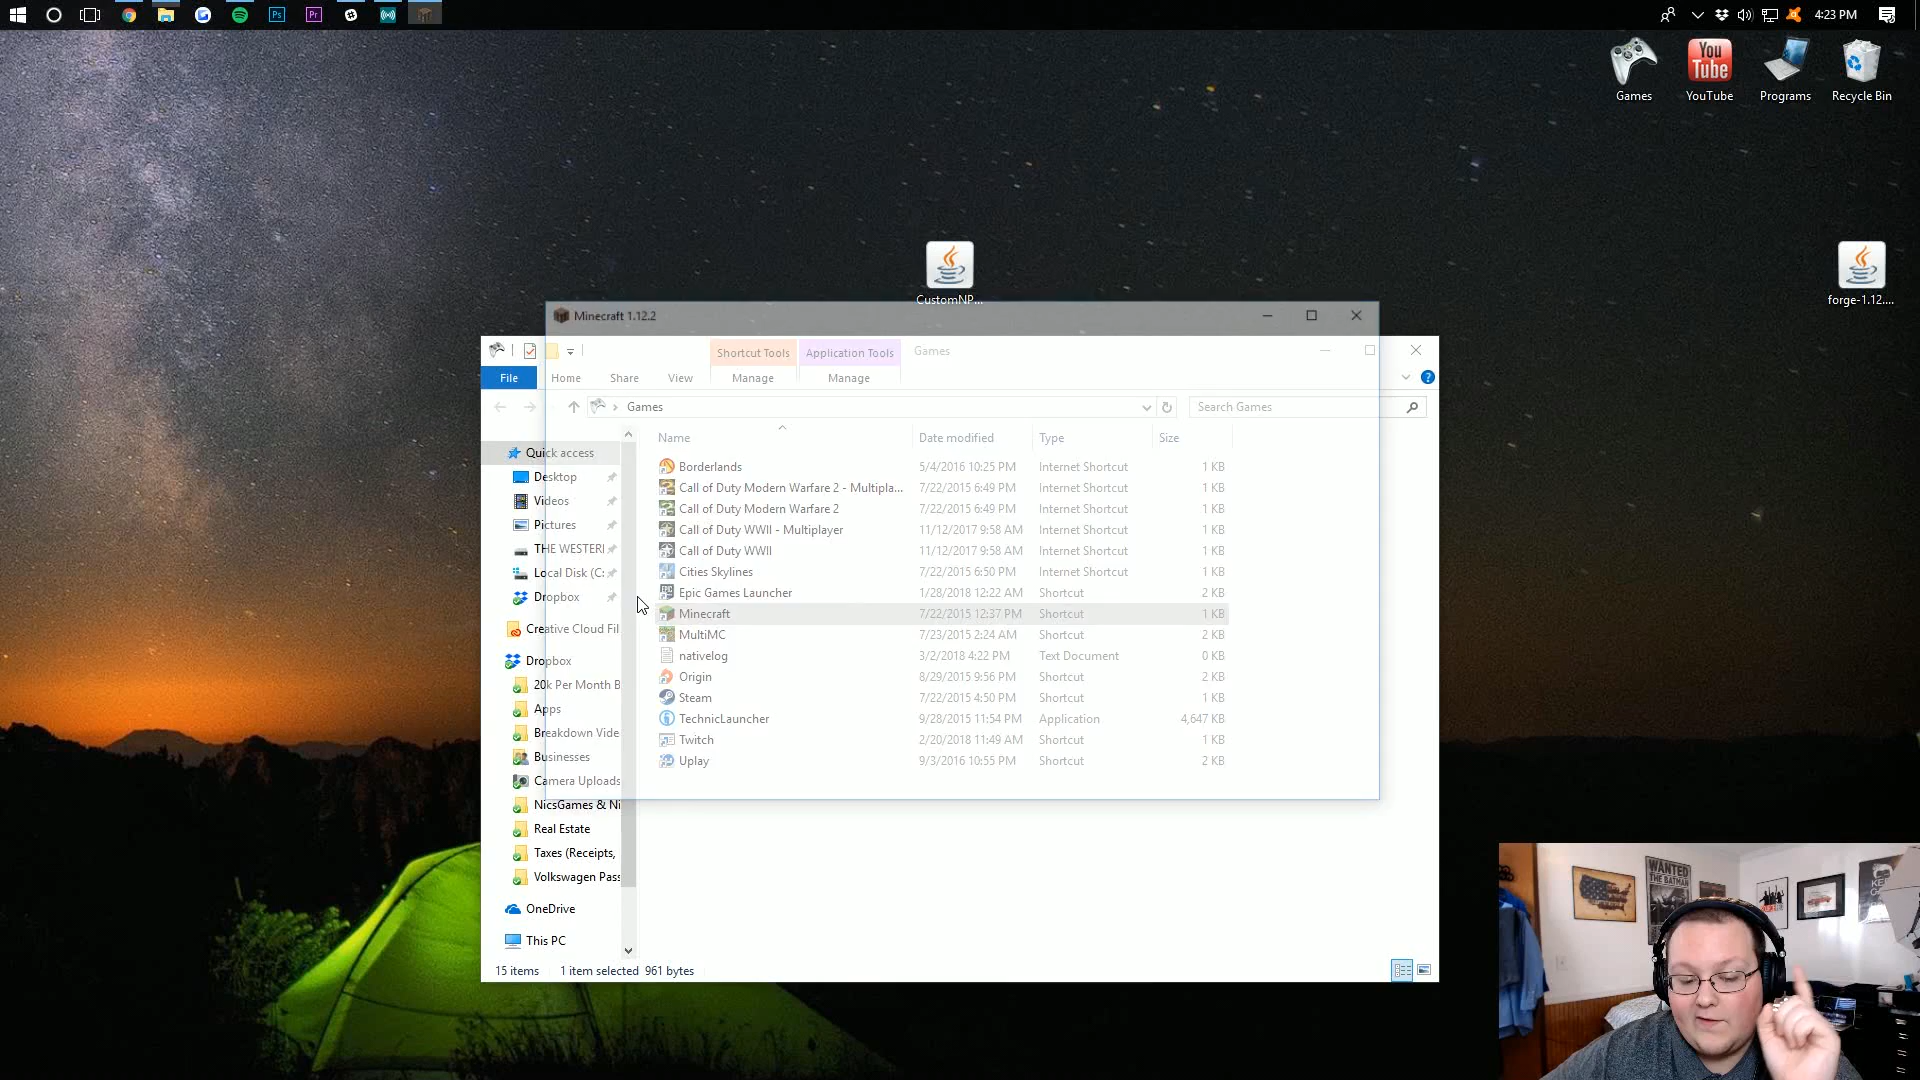 Ps
Pr
4:23 PM
You
Tube
Games
YouTube
Programs
Recycle Bin
CustomNP...
forge-1.12....
Minecraft 1.12.2
Shortcut Tools
Application Tools
Games
File
Home
Share
View
Manage
Manage
Games
Search Games
Name
Date modified
Type
Size
Quick access
Desktop
Videos
Pictures
THE WESTERI
Local Disk (C:
Dropbox
Creative Cloud Fil
Dropbox
20k Per Month B
Apps
Breakdown Vide
Businesses
Camera Uploads
NicsGames & Ni
Real Estate
Taxes (Receipts,
Volkswagen Pass
OneDrive
This PC
Borderlands 5/4/2016 10:25 PM Internet Shortcut 1 KB
Call of Duty Modern Warfare 2 - Multipla... 7/22/2015 6:49 PM Internet Shortcut 1 KB
Call of Duty Modern Warfare 2 7/22/2015 6:49 PM Internet Shortcut 1 KB
Call of Duty WWII - Multiplayer 11/12/2017 9:58 AM Internet Shortcut 1 KB
Call of Duty WWII 11/12/2017 9:58 AM Internet Shortcut 1 KB
Cities Skylines 7/22/2015 6:50 PM Internet Shortcut 1 KB
Epic Games Launcher 1/28/2018 12:22 AM Shortcut 2 KB
Minecraft 7/22/2015 12:37 PM Shortcut 1 KB
MultiMC 7/23/2015 2:24 AM Shortcut 2 KB
nativelog 3/2/2018 4:22 PM Text Document 0 KB
Origin 8/29/2015 9:56 PM Shortcut 2 KB
Steam 7/22/2015 4:50 PM Shortcut 1 KB
TechnicLauncher 9/28/2015 11:54 PM Application 4,647 KB
Twitch 2/20/2018 11:49 AM Shortcut 1 KB
Uplay 9/3/2016 10:55 PM Shortcut 2 KB
15 items 1 item selected 961 bytes
WANTED
THE BATMAN